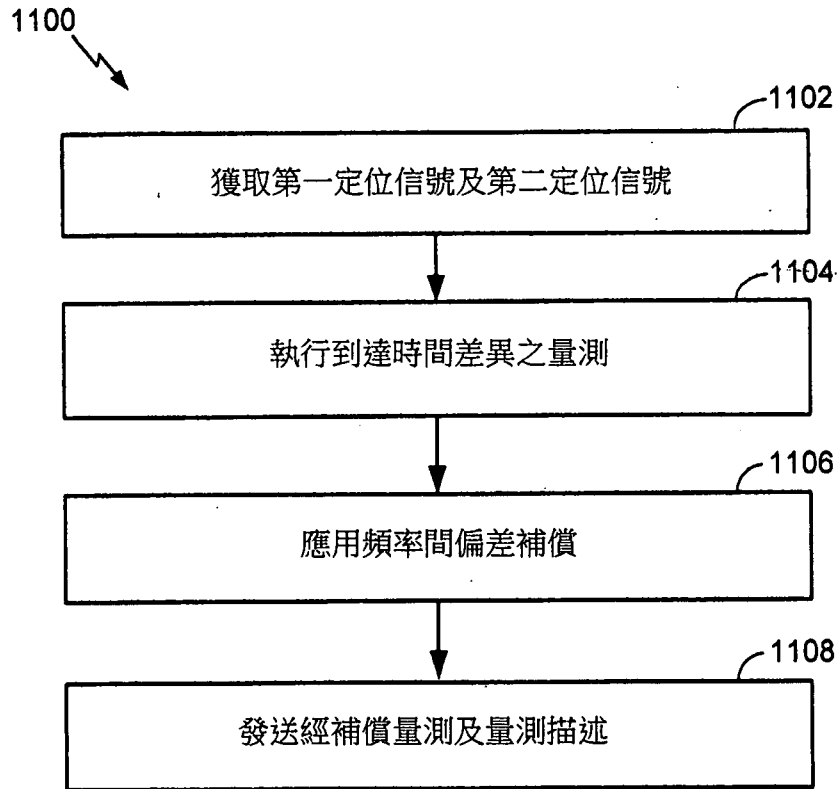 1100
1102
獲取第一定位信號及第二定位信號
1104
執行到達時間差異之量測
1106
應用頻率間偏差補償
1108
發送經補償量測及量測描述